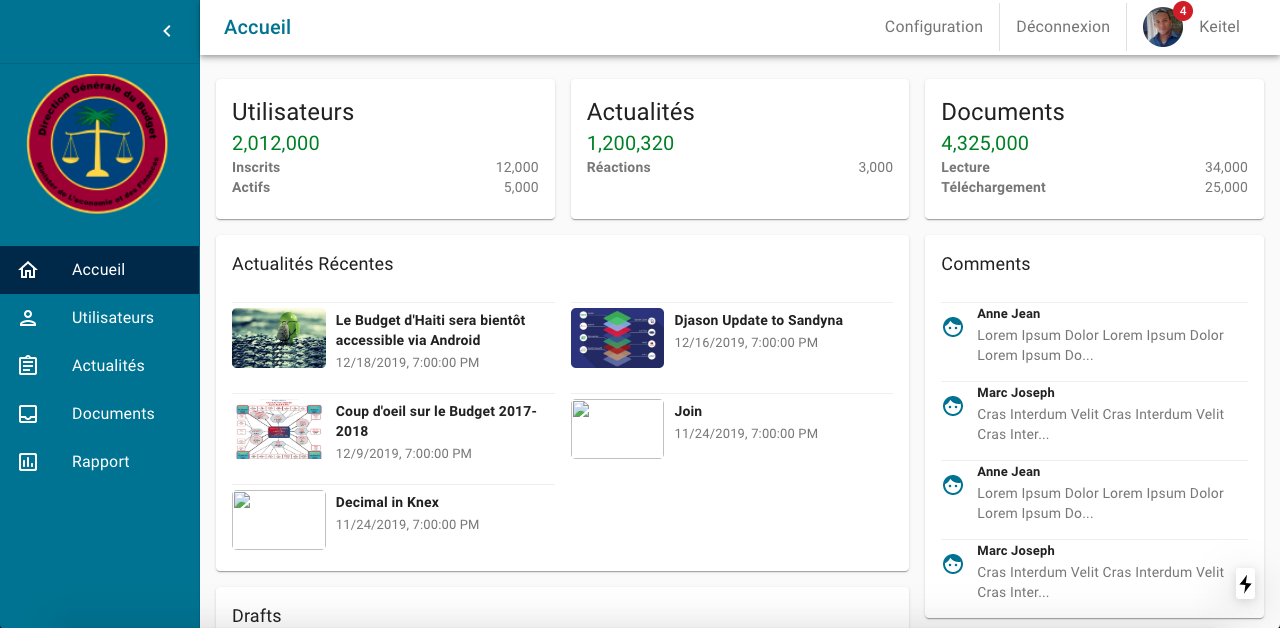 Accueil
Configuration
Déconnexion
4
Keitel
Direction Générale du Budget
Accueil
Utilisateurs
Actualités
Documents
Rapport
Utilisateurs
2,012,000
Inscrits 12,000
Actifs 5,000
Actualités
1,200,320
Réactions 3,000
Documents
4,325,000
Lecture 34,000
Téléchargement 25,000
Actualités Récentes
Le Budget d'Haiti sera bientôt
accessible via Android
12/18/2019, 7:00:00 PM
Djason Update to Sandyna
12/16/2019, 7:00:00 PM
Coup d'oeil sur le Budget 2017-
2018
12/9/2019, 7:00:00 PM
Join
11/24/2019, 7:00:00 PM
Decimal in Knex
11/24/2019, 7:00:00 PM
Comments
Anne Jean
Lorem Ipsum Dolor Lorem Ipsum Dolor
Lorem Ipsum Do...
Marc Joseph
Cras Interdum Velit Cras Interdum Velit
Cras Inter...
Anne Jean
Lorem Ipsum Dolor Lorem Ipsum Dolor
Lorem Ipsum Do...
Marc Joseph
Cras Interdum Velit Cras Interdum Velit
Cras Inter...
Drafts